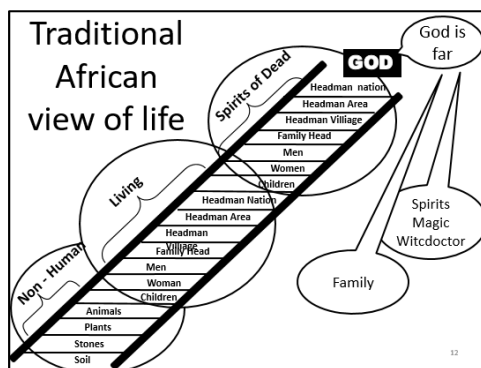 Traditional
African
view of life
GOD
God is
far
Spirits of Dead
Headman nation
Headman Area
Headman Villiage
Family Head
Men
Women
Children
Living
Headman Nation
Headman Area
Headman
Village
Family Head
Men
Woman
Children
Non - Human
Animals
Plants
Stones
Soil
Spirits
Magic
Witcdoctor
Family
12